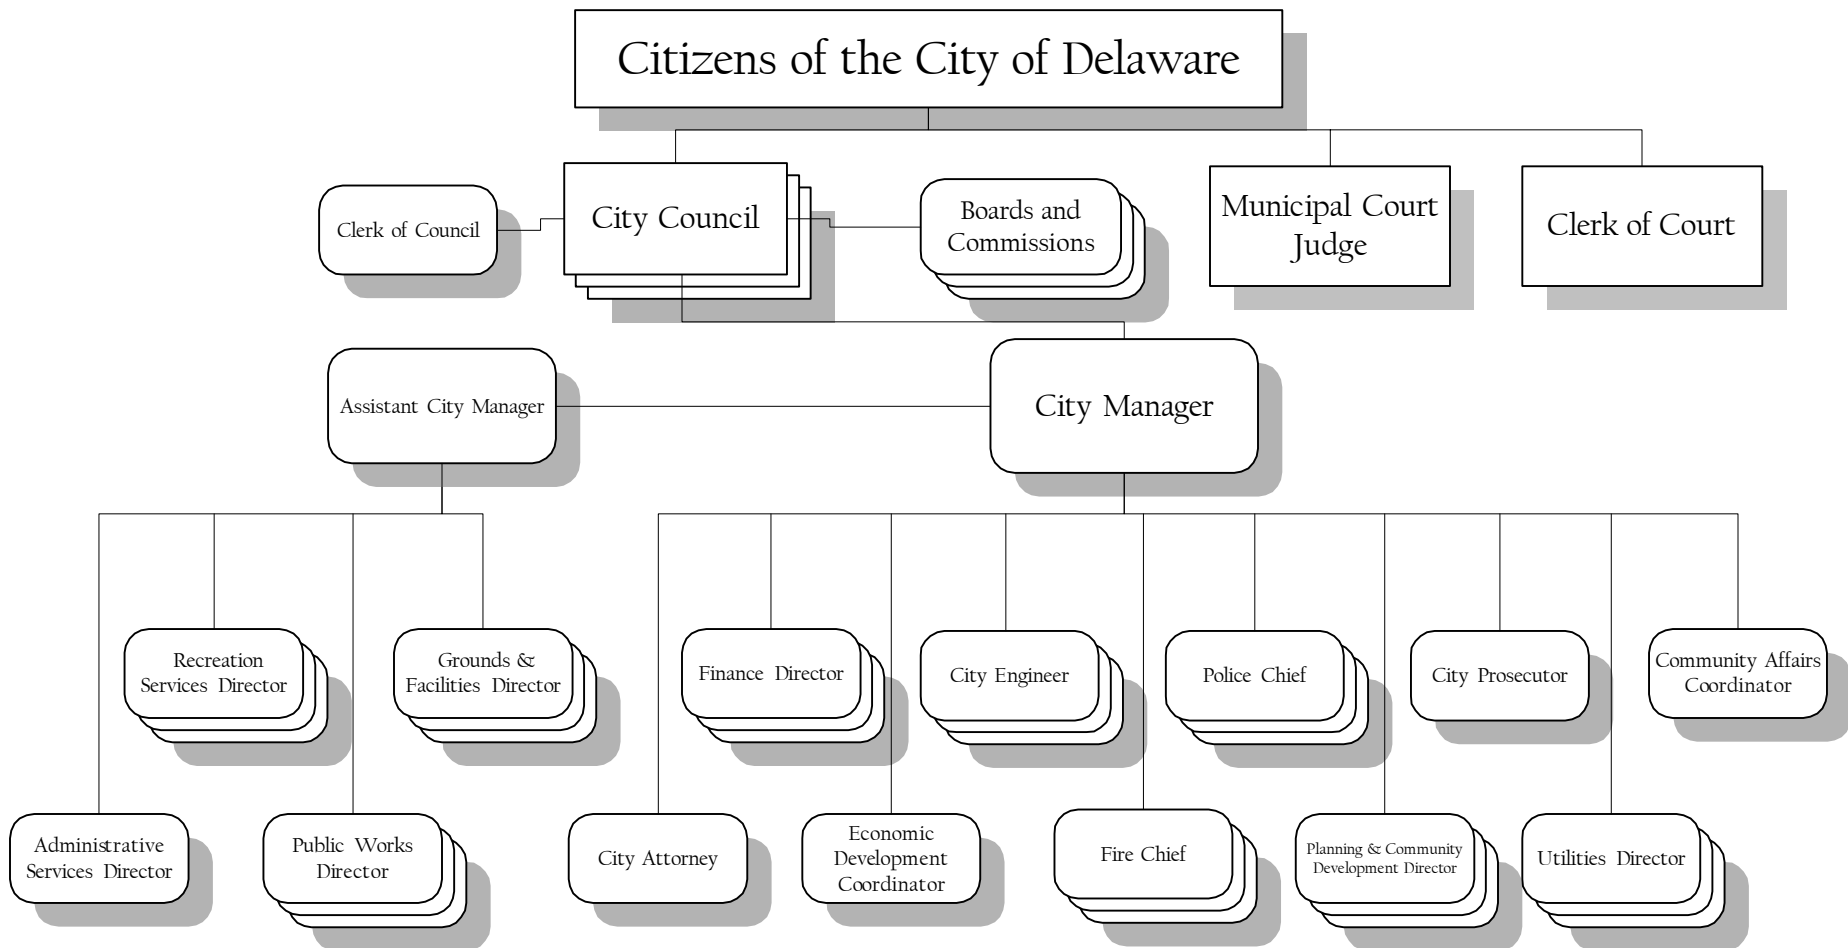 Citizens of the City of Delaware
Clerk of Council
City Council
Boards and
Commissions
Municipal Court
Judge
Clerk of Court
Assistant City Manager
City Manager
Recreation
Services Director
Grounds &
Facilities Director
Finance Director
City Engineer
Police Chief
City Prosecutor
Community Affairs
Coordinator
Administrative
Services Director
Public Works
Director
City Attorney
Economic
Development
Coordinator
Fire Chief
Planning & Community
Development Director
Utilities Director